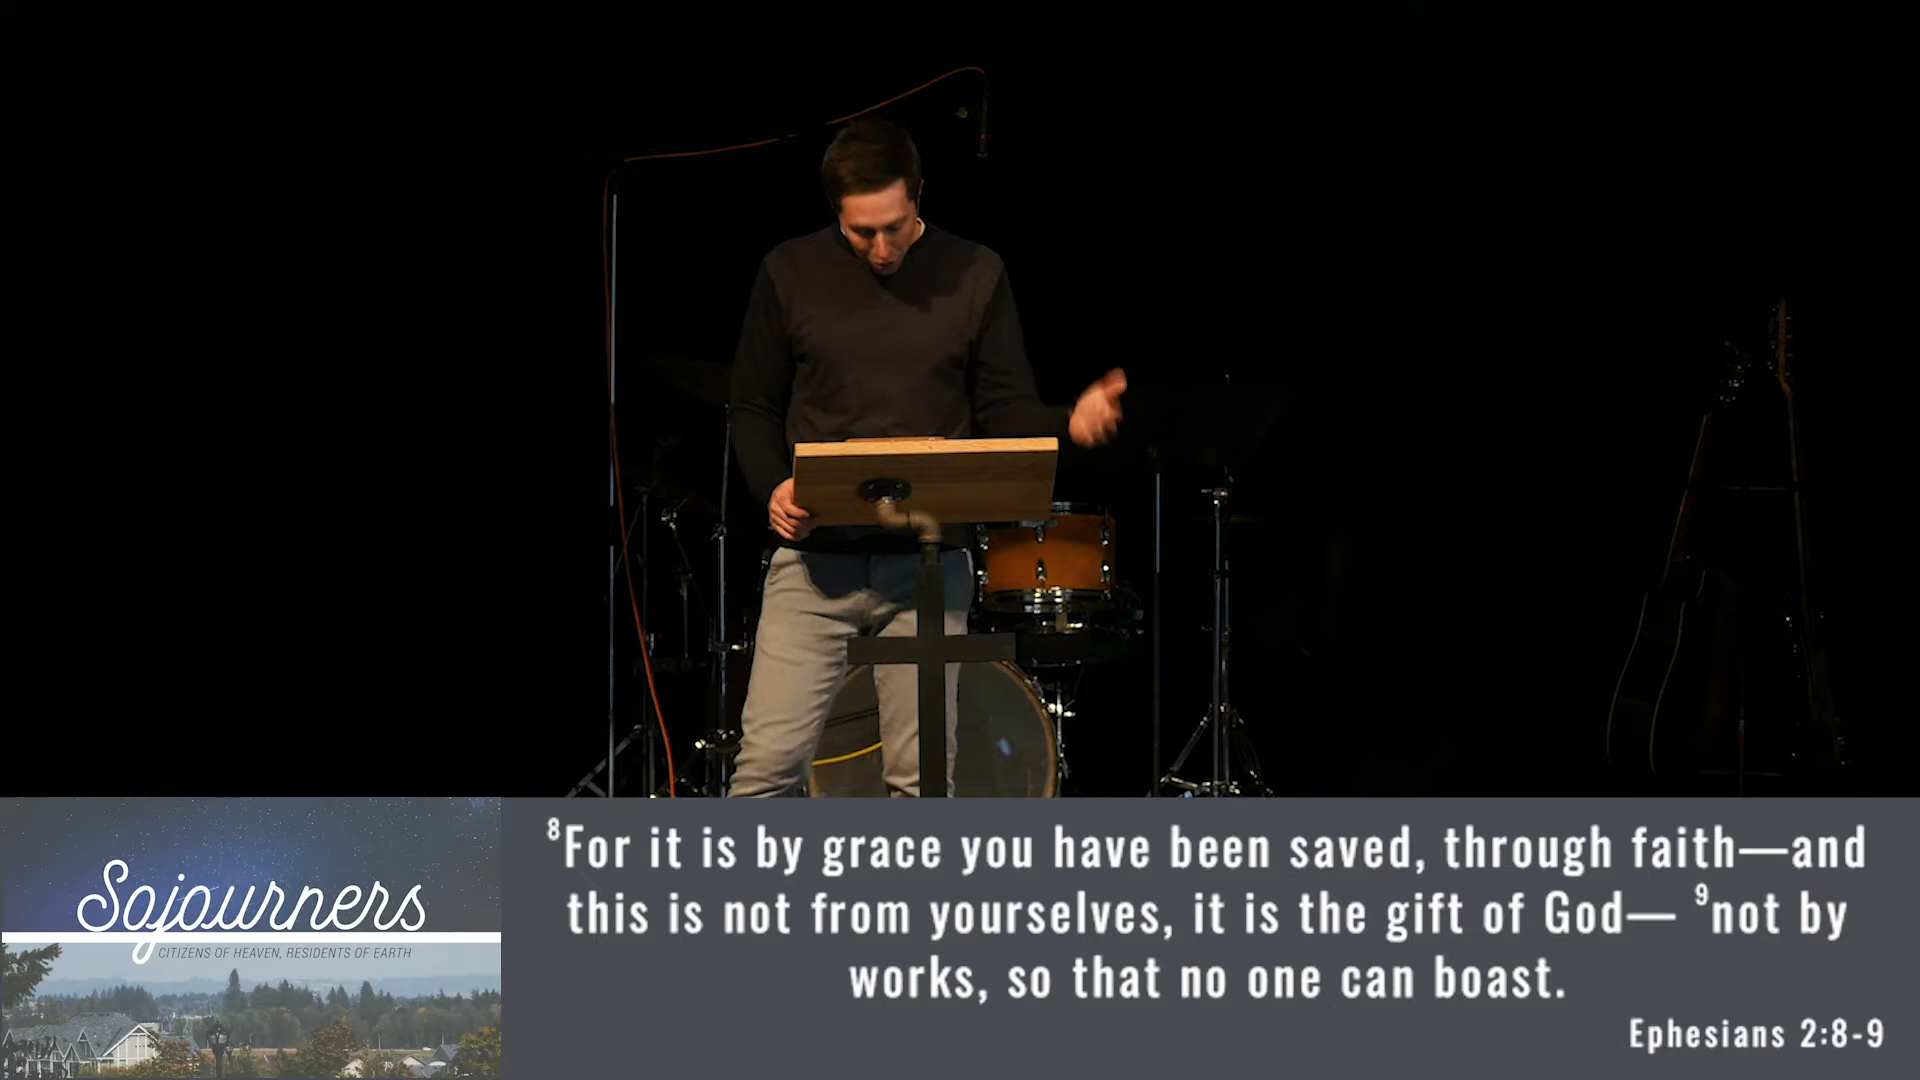 Sojourners
CITIZENS OF HEAVEN, RESIDENTS OF EARTH
⁸For it is by grace you have been saved, through faith—and
this is not from yourselves, it is the gift of God— ⁹not by
works, so that no one can boast.
Ephesians 2:8-9